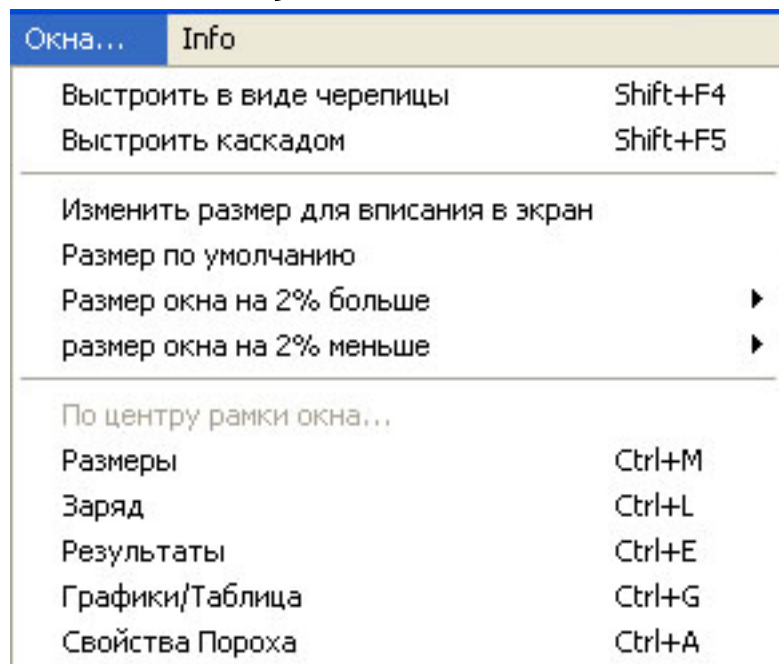 Окна... Info
Выстроить в виде черепицы Shift+F4
Выстроить каскадом Shift+F5
Изменить размер для вписания в экран
Размер по умолчанию
Размер окна на 2% больше
размер окна на 2% меньше
По центру рамки окна...
Размеры Ctrl+M
Заряд Ctrl+L
Результаты Ctrl+E
Графики/Таблица Ctrl+G
Свойства Пороха Ctrl+A